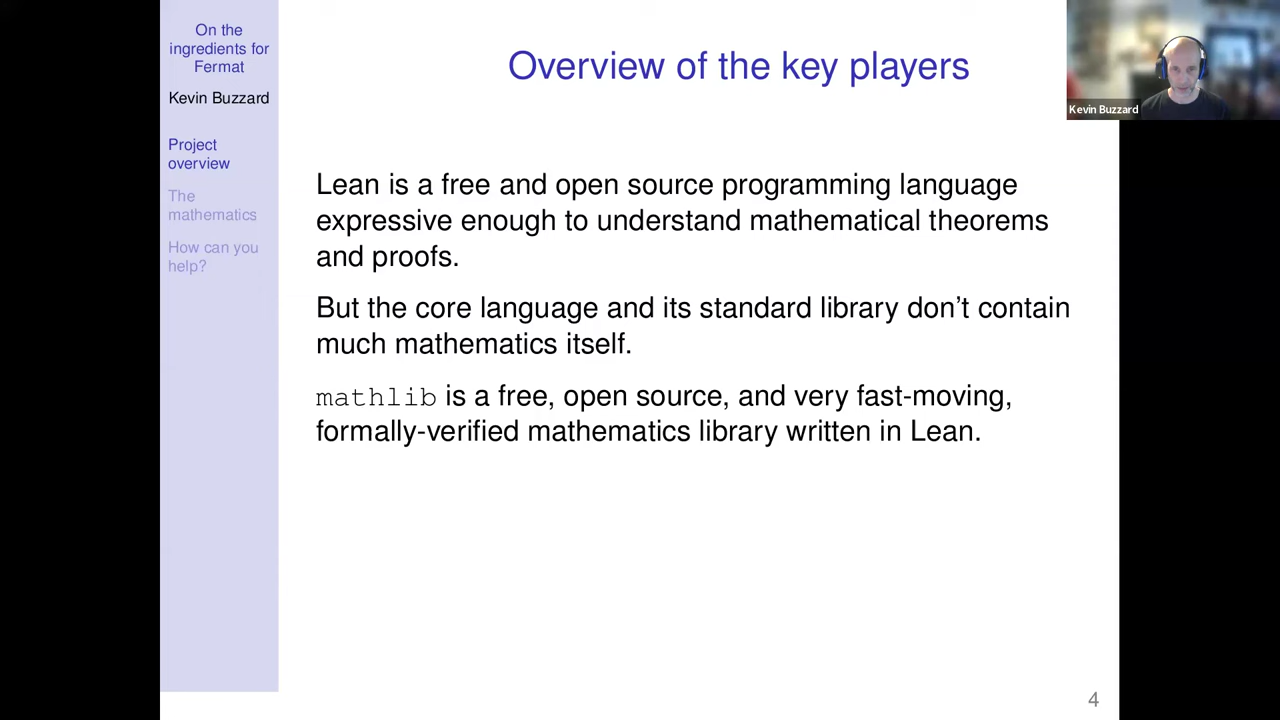 On the
ingredients for
Fermat
Kevin Buzzard
Project
overview
The
mathematics
How can you
help?
Overview of the key players
Lean is a free and open source programming language
expressive enough to understand mathematical theorems
and proofs.
But the core language and its standard library don't contain
much mathematics itself.
mathlib is a free, open source, and very fast-moving,
formally-verified mathematics library written in Lean.
Kevin Buzzard
4